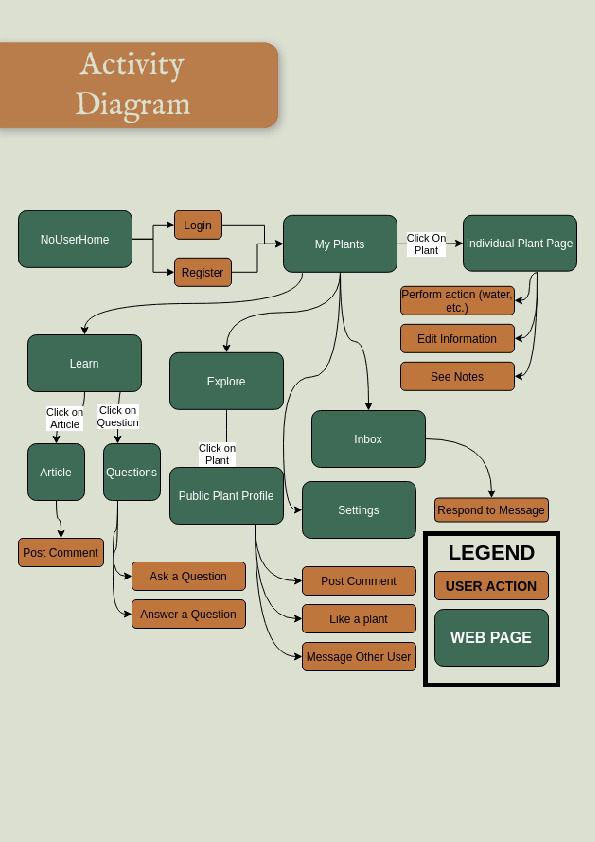 Activity
Diagram
NoUserHome
Login
Register
My Plants
Click On
Plant
Individual Plant Page
Perform action (water,
etc.)
Edit Information
See Notes
Learn
Explore
Inbox
Click on
Article
Click on
Question
Click on
Plant
Article
Questions
Public Plant Profile
Settings
Respond to Message
Post Comment
Ask a Question
Answer a Question
Post Comment
Like a plant
Message Other User
LEGEND
USER ACTION
WEB PAGE